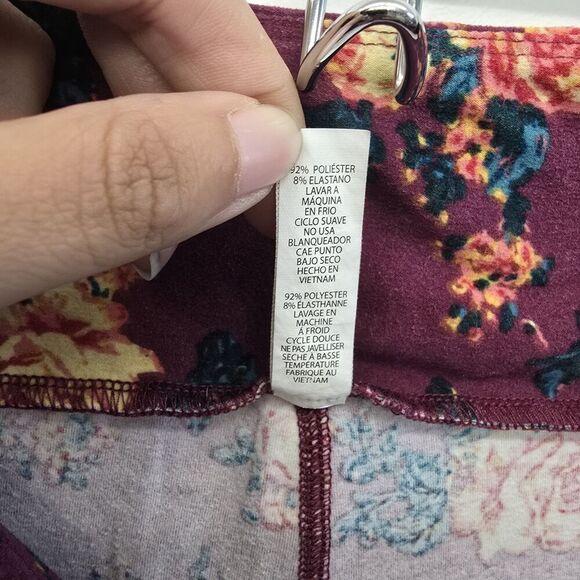 92% POLIÉSTER
8% ELASTANO
LAVAR A
MÁQUINA
EN FRIO
CICLO SUAVE
NO USA
BLANQUEADOR
CAE PUNTO
BAJO SECO
HECHO EN
VIETNAM
92% POLYESTER
8% ÉLASTHANNE
LAVAGE EN
MACHINE
À FROID
CYCLE DOUCE
NE PAS JAVELLISER
SÈCHE À BASSE
TEMPÉRATURE
FABRIQUE AU
VIETNAM